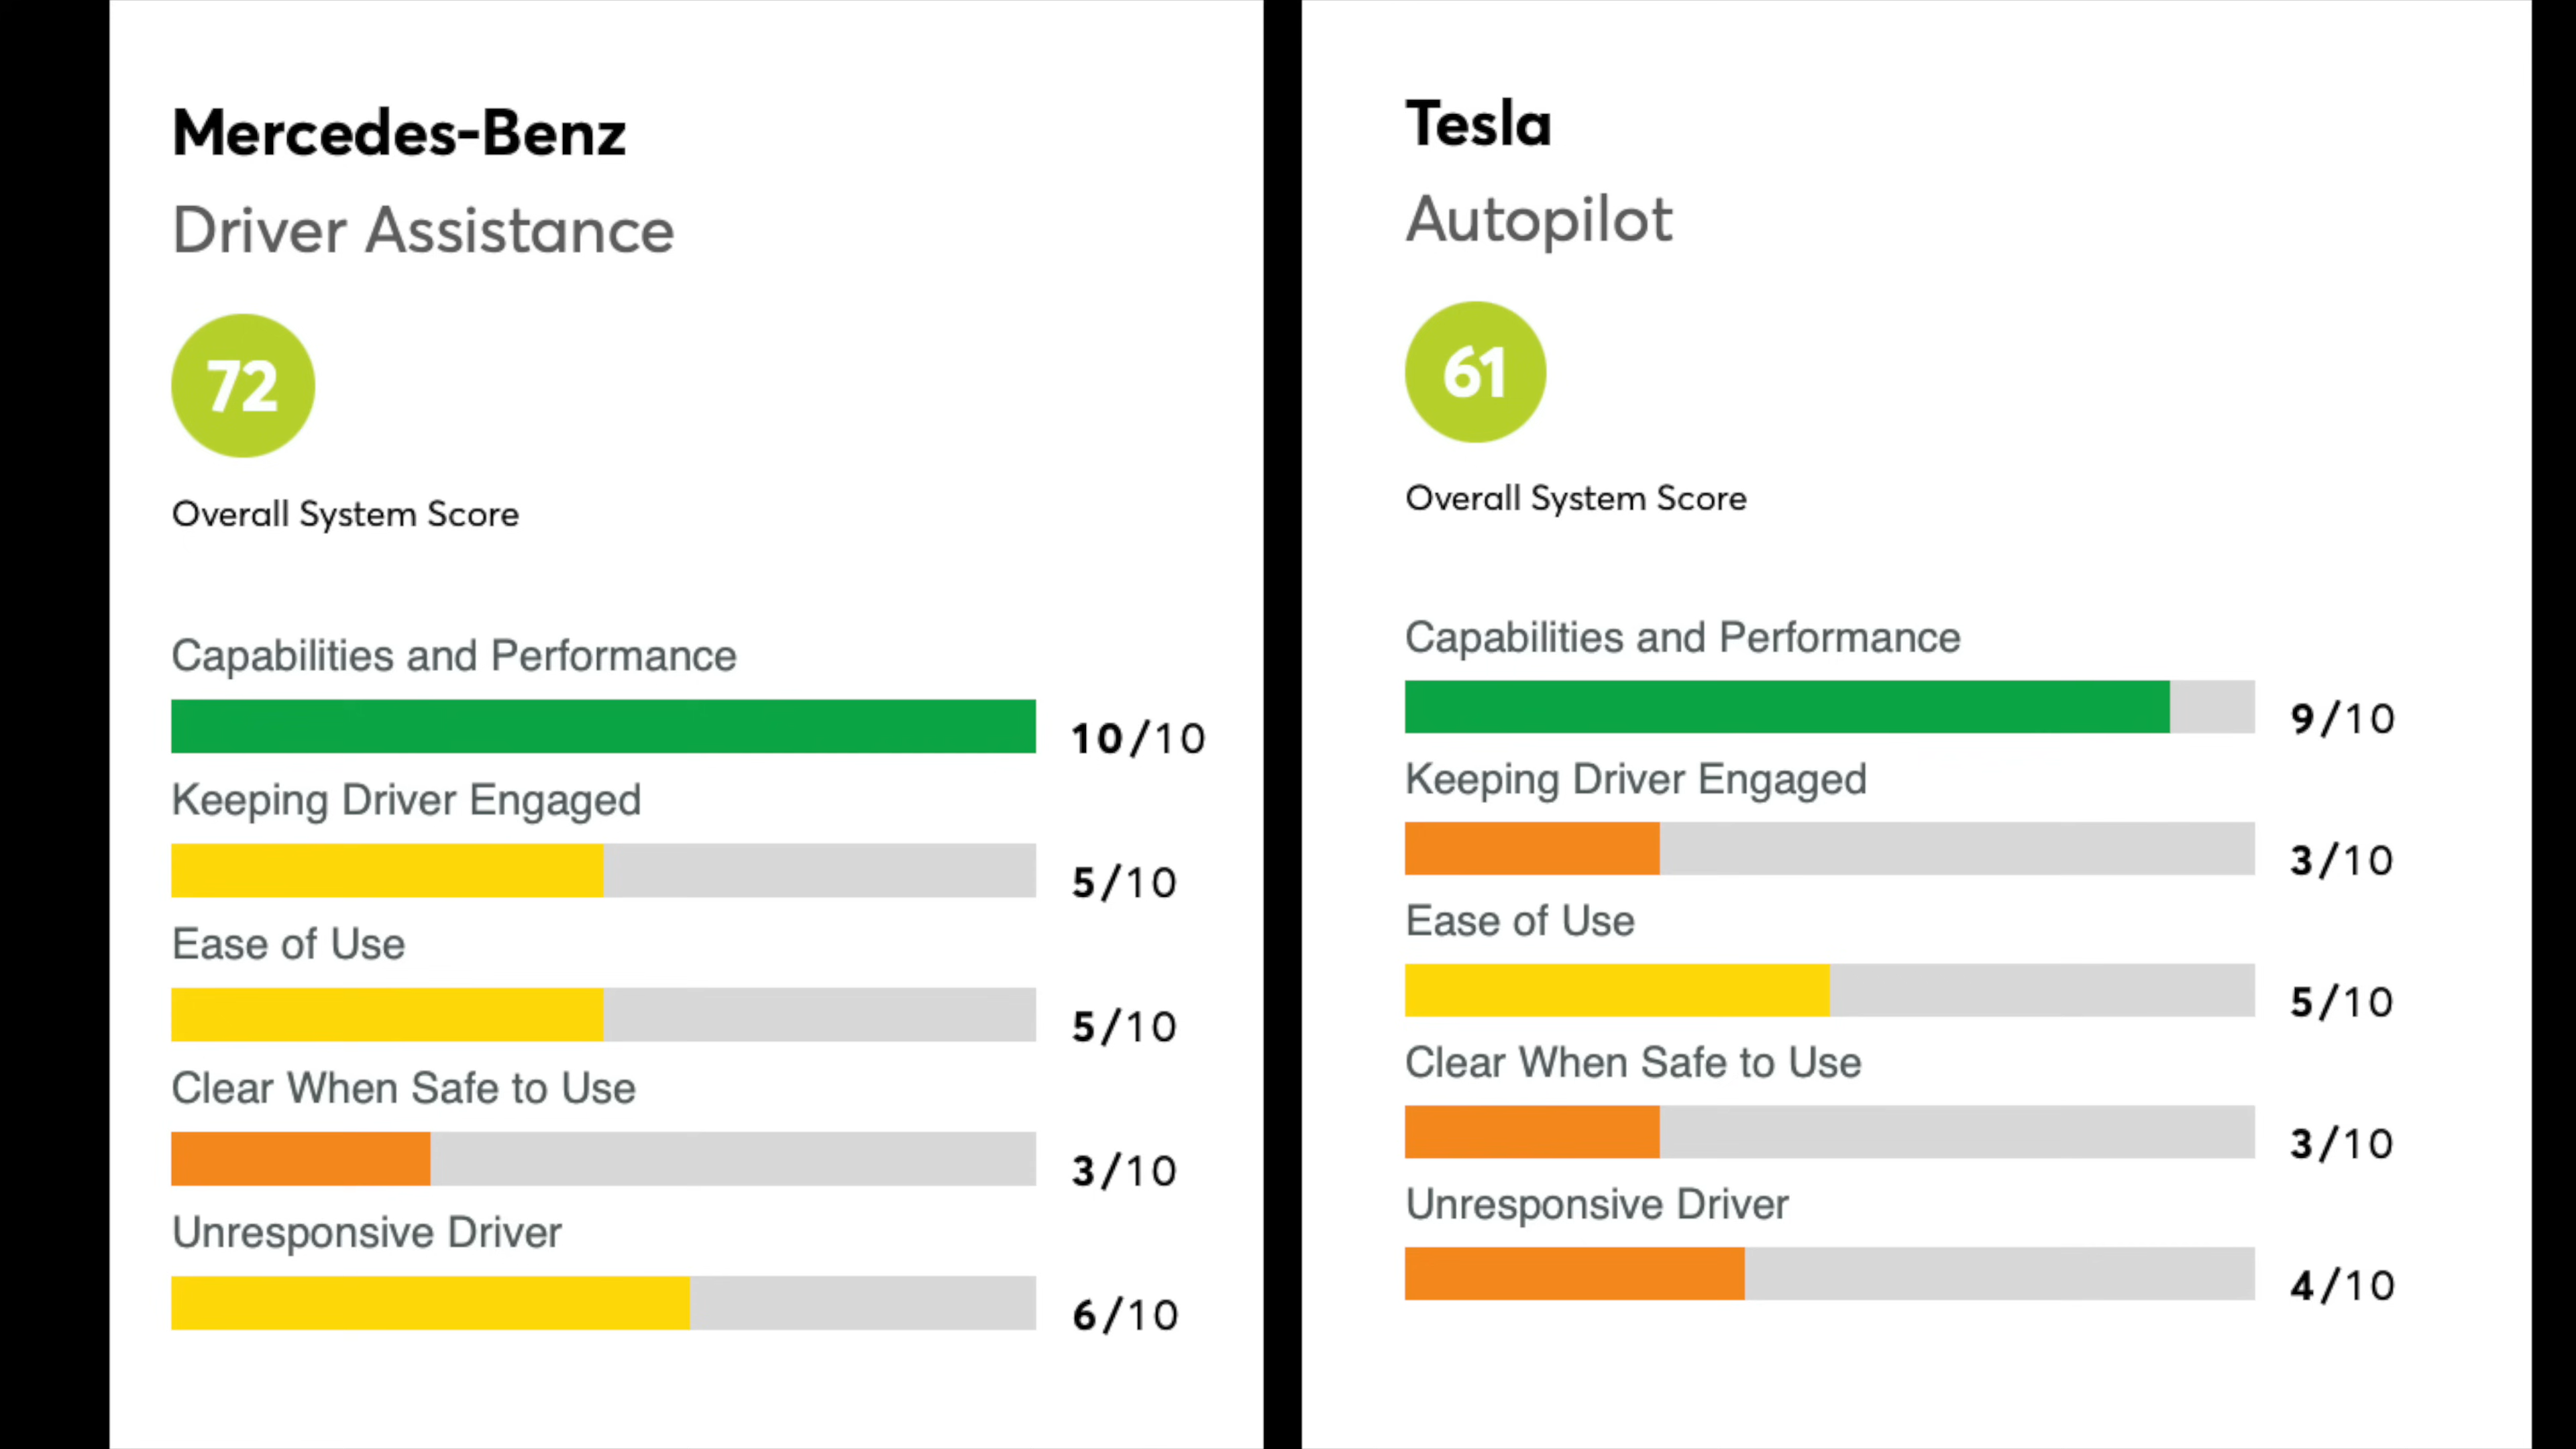 Mercedes-Benz
Driver Assistance
72
Overall System Score
Capabilities and Performance
10/10
Keeping Driver Engaged
5/10
Ease of Use
5/10
Clear When Safe to Use
3/10
Unresponsive Driver
6/10
Tesla
Autopilot
61
Overall System Score
Capabilities and Performance
9/10
Keeping Driver Engaged
3/10
Ease of Use
5/10
Clear When Safe to Use
3/10
Unresponsive Driver
4/10